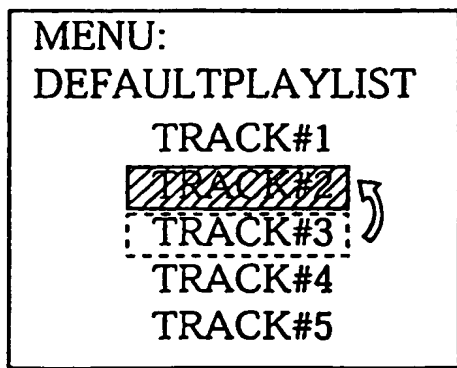 MENU:
DEFAULTPLAYLIST
TRACK#1
TRACK#2
TRACK#3
TRACK#4
TRACK#5